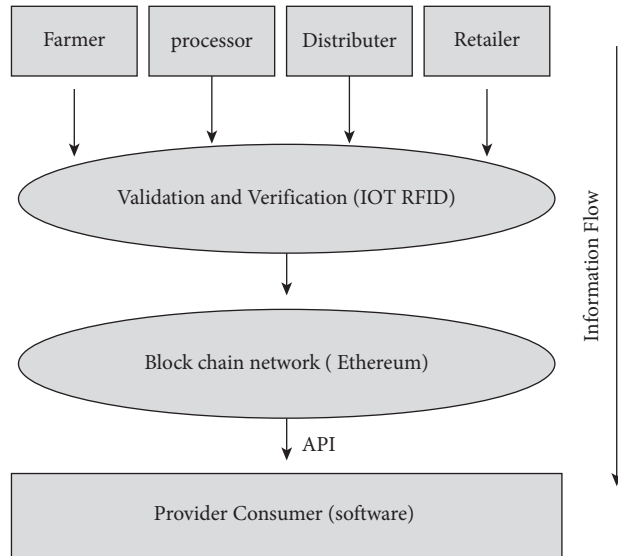 Farmer
processor
Distributer
Retailer
Validation and Verification (IOT RFID)
Information Flow
Block chain network ( Ethereum)
API
Provider Consumer (software)